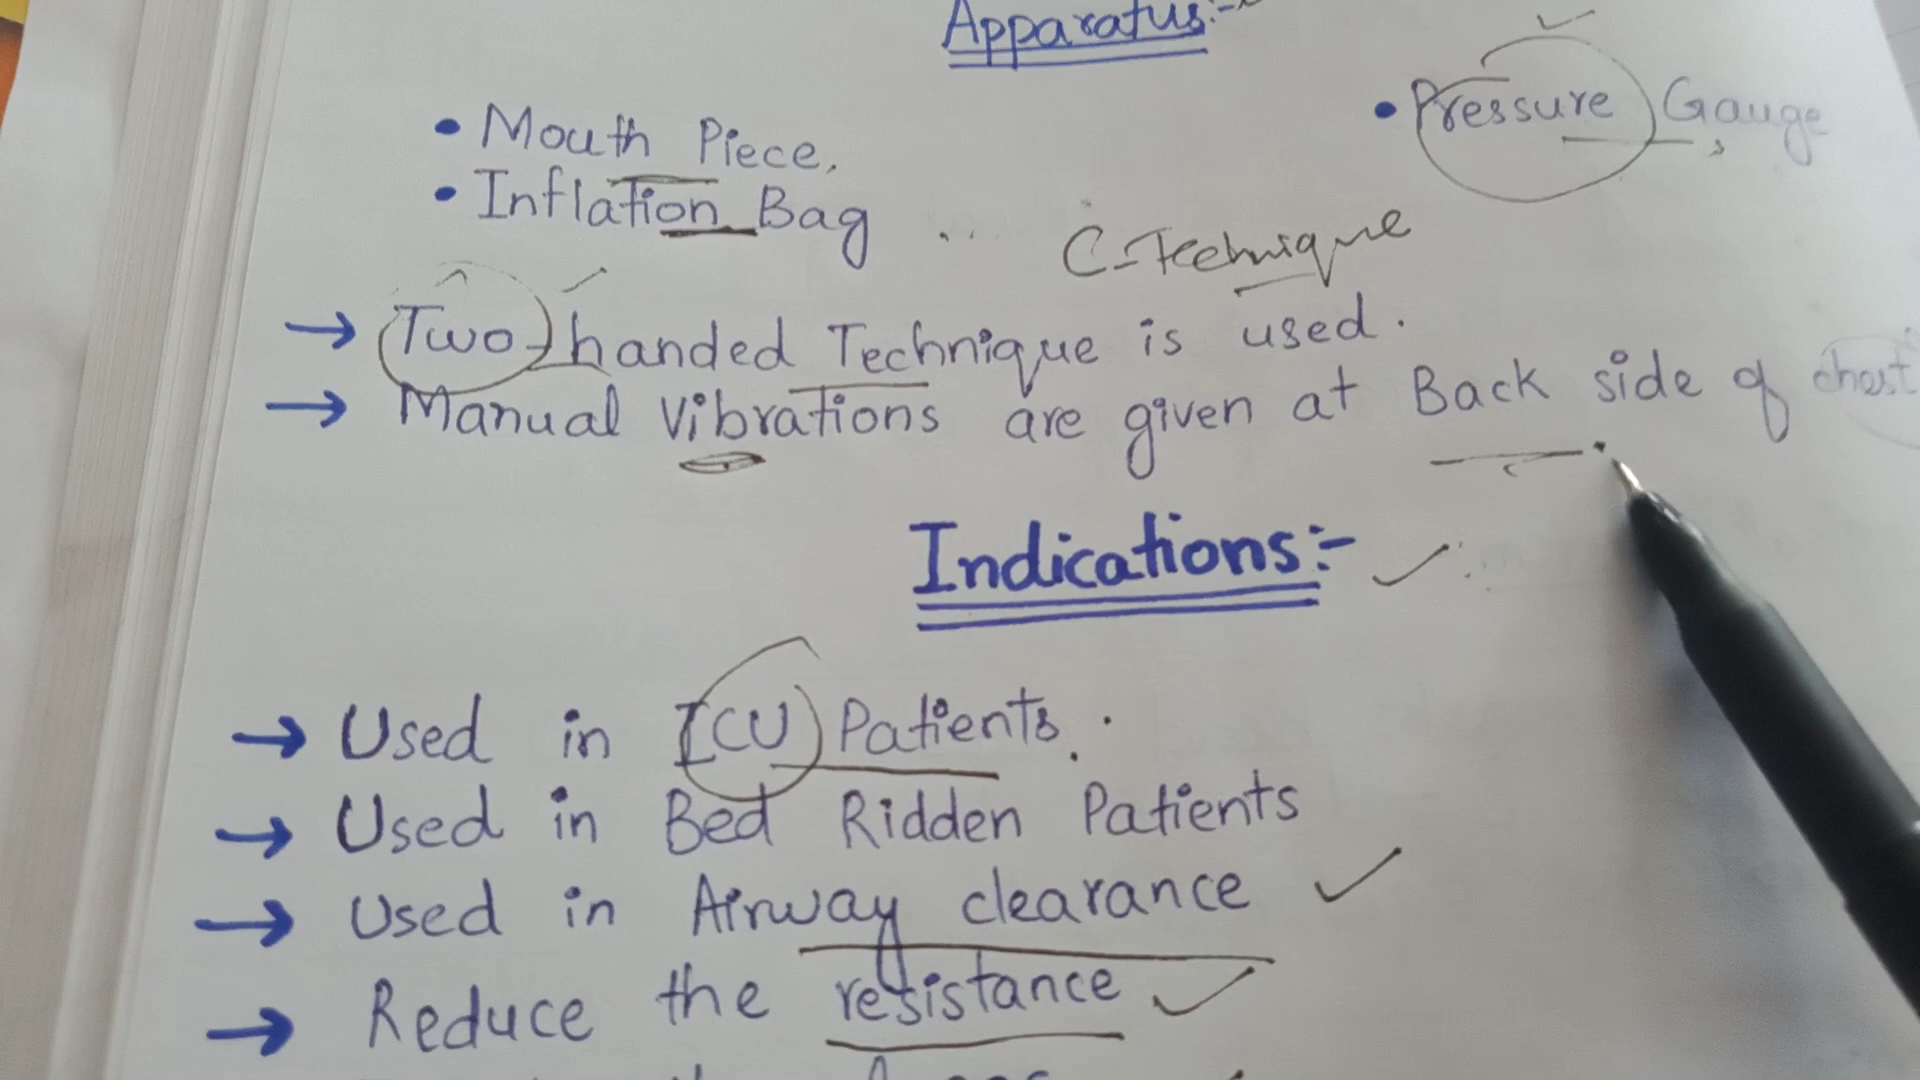 Apparatus:-
• Mouth Piece.
• Pressure Gauge
• Inflation Bag
C-Technique
→ Two-handed Technique is used.
→ Manual Vibrations are given at Back side of chest
Indications:-
→ Used in ICU Patients.
→ Used in Bed Ridden Patients
→ Used in Airway clearance
→ Reduce the resistance